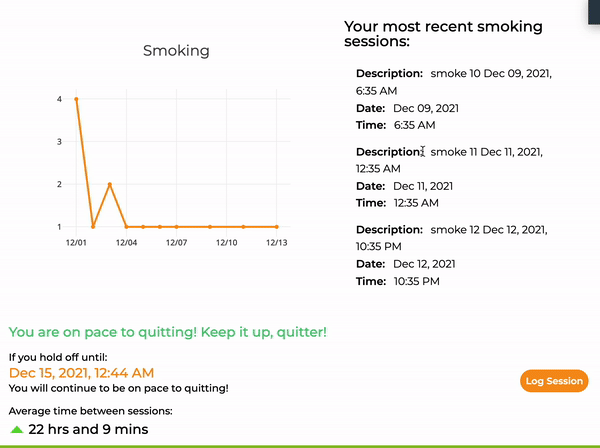 Smoking
4
3
2
1
12/01 12/04 12/07 12/10 12/13
Your most recent smoking
sessions:
Description: smoke 10 Dec 09, 2021,
6:35 AM
Date: Dec 09, 2021
Time: 6:35 AM
Description: smoke 11 Dec 11, 2021,
12:35 AM
Date: Dec 11, 2021
Time: 12:35 AM
Description: smoke 12 Dec 12, 2021,
10:35 PM
Date: Dec 12, 2021
Time: 10:35 PM
You are on pace to quitting! Keep it up, quitter!
If you hold off until:
Dec 15, 2021, 12:44 AM
You will continue to be on pace to quitting!
Log Session
Average time between sessions:
22 hrs and 9 mins